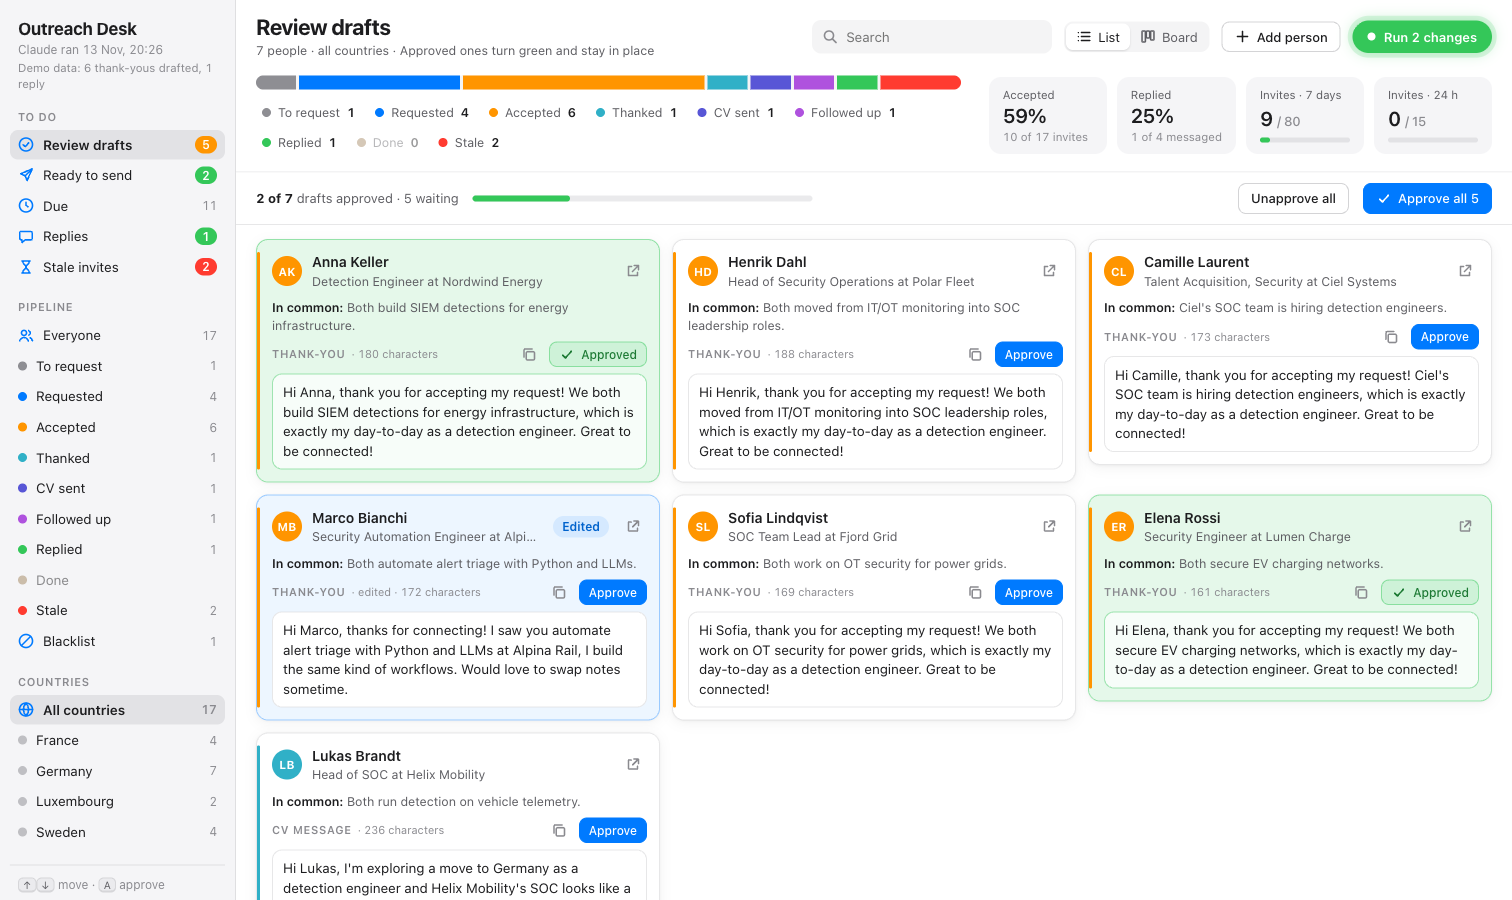 Outreach Desk
Claude ran 13 Nov, 20:26
Demo data: 6 thank-yous drafted, 1
reply
TO DO
Review drafts 5
Ready to send 2
Due 11
Replies 1
Stale invites 2
PIPELINE
Everyone 17
To request 1
Requested 4
Accepted 6
Thanked 1
CV sent 1
Followed up 1
Replied 1
Done
Stale 2
Blacklist 1
COUNTRIES
All countries 17
France 4
Germany 7
Luxembourg 2
Sweden 4
↑ ↓ move · A approve
Review drafts
7 people · all countries · Approved ones turn green and stay in place
Search
List
Board
+ Add person
Run 2 changes
To request 1 Requested 4 Accepted 6 Thanked 1 CV sent 1 Followed up 1
Replied 1 Done 0 Stale 2
Accepted
59%
10 of 17 invites
Replied
25%
1 of 4 messaged
Invites · 7 days
9 / 80
Invites · 24 h
0 / 15
2 of 7 drafts approved · 5 waiting
Unapprove all
Approve all 5
AK
Anna Keller
Detection Engineer at Nordwind Energy
In common: Both build SIEM detections for energy
infrastructure.
THANK-YOU · 180 characters
Approved
Hi Anna, thank you for accepting my request! We both
build SIEM detections for energy infrastructure, which is
exactly my day-to-day as a detection engineer. Great to
be connected!
HD
Henrik Dahl
Head of Security Operations at Polar Fleet
In common: Both moved from IT/OT monitoring into SOC
leadership roles.
THANK-YOU · 188 characters
Approve
Hi Henrik, thank you for accepting my request! We both
moved from IT/OT monitoring into SOC leadership roles,
which is exactly my day-to-day as a detection engineer.
Great to be connected!
CL
Camille Laurent
Talent Acquisition, Security at Ciel Systems
In common: Ciel's SOC team is hiring detection engineers.
THANK-YOU · 173 characters
Approve
Hi Camille, thank you for accepting my request! Ciel's
SOC team is hiring detection engineers, which is exactly
my day-to-day as a detection engineer. Great to be
connected!
MB
Marco Bianchi
Edited
Security Automation Engineer at Alpi...
In common: Both automate alert triage with Python and LLMs.
THANK-YOU · edited · 172 characters
Approve
Hi Marco, thanks for connecting! I saw you automate
alert triage with Python and LLMs at Alpina Rail, I build
the same kind of workflows. Would love to swap notes
sometime.
SL
Sofia Lindqvist
SOC Team Lead at Fjord Grid
In common: Both work on OT security for power grids.
THANK-YOU · 169 characters
Approve
Hi Sofia, thank you for accepting my request! We both
work on OT security for power grids, which is exactly my
day-to-day as a detection engineer. Great to be
connected!
ER
Elena Rossi
Security Engineer at Lumen Charge
In common: Both secure EV charging networks.
THANK-YOU · 161 characters
Approved
Hi Elena, thank you for accepting my request! We both
secure EV charging networks, which is exactly my day-
to-day as a detection engineer. Great to be connected!
LB
Lukas Brandt
Head of SOC at Helix Mobility
In common: Both run detection on vehicle telemetry.
CV MESSAGE · 236 characters
Approve
Hi Lukas, I'm exploring a move to Germany as a
detection engineer and Helix Mobility's SOC looks like a